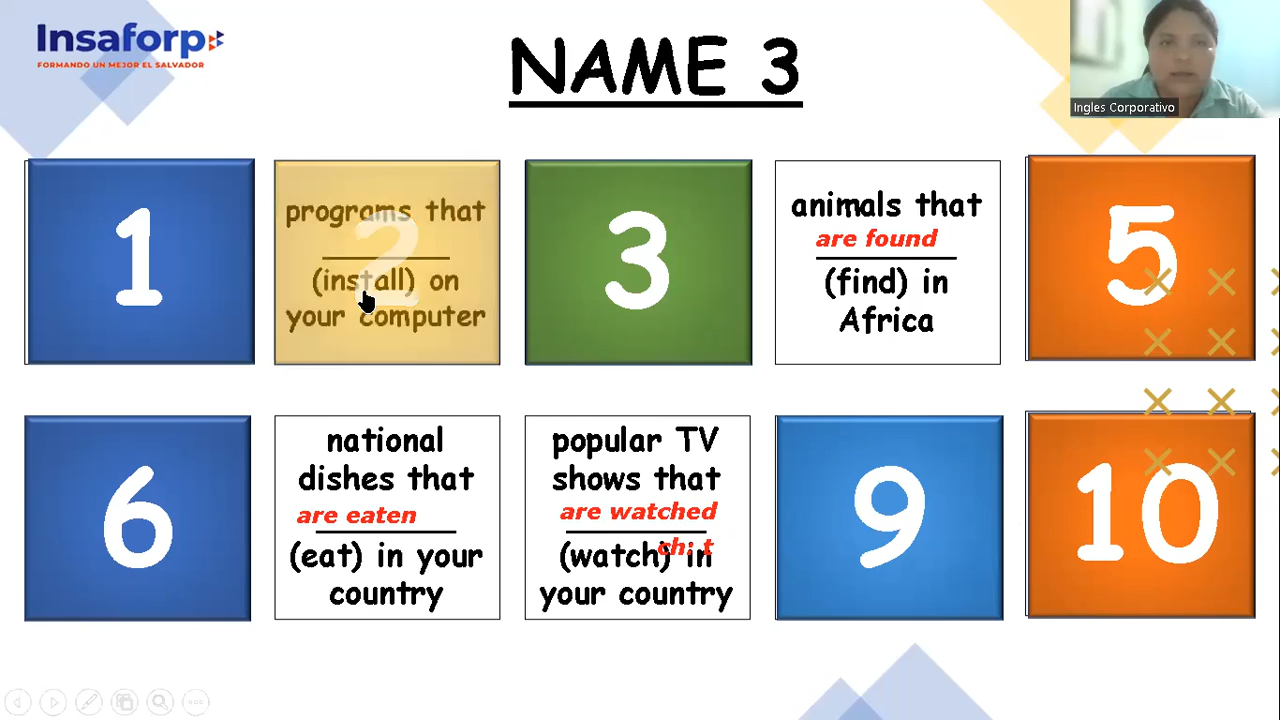 Insaforp
FORMANDO UN MEJOR EL SALVADOR
NAME 3
Ingles Corporativo
1
programs that
2
(install) on
your computer
3
animals that
are found
(find) in
Africa
5
6
national
dishes that
are eaten
(eat) in your
country
popular TV
shows that
are watched
ch: t
(watch) in
your country
9
10